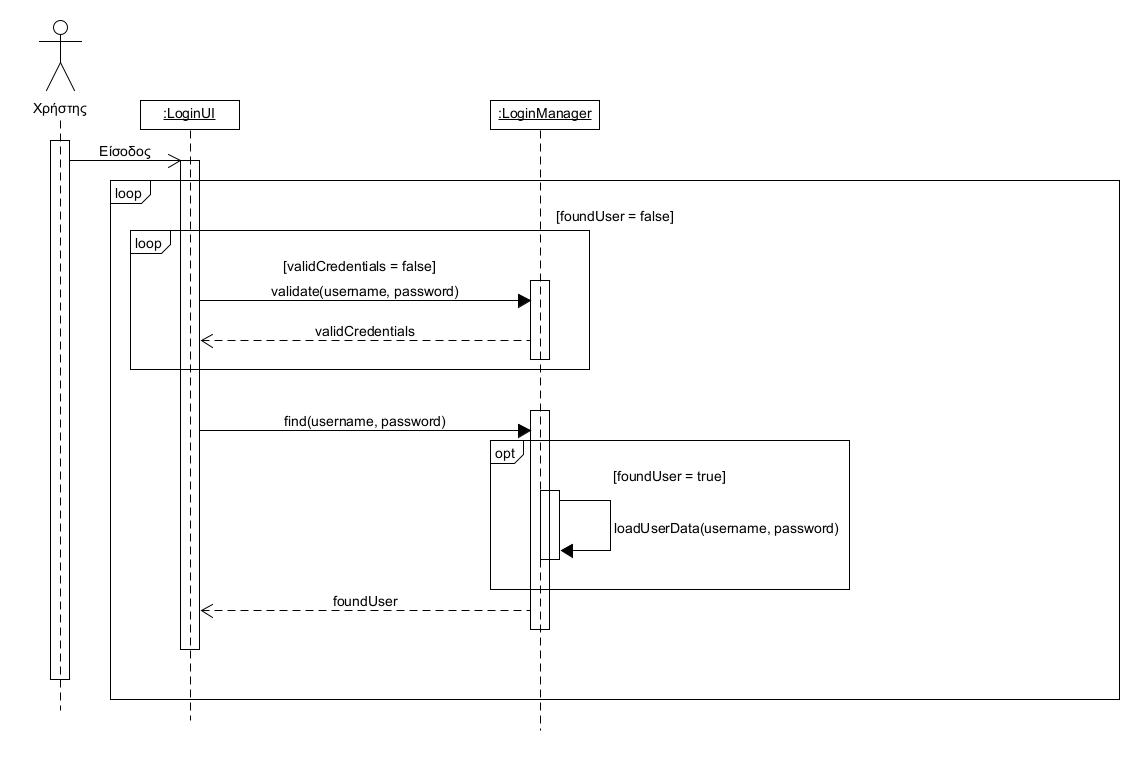 Χρήστης
:LoginUI
:LoginManager
Είσοδος
loop
[foundUser = false]
loop
[validCredentials = false]
validate(username, password)
validCredentials
find(username, password)
opt
[foundUser = true]
loadUserData(username, password)
foundUser